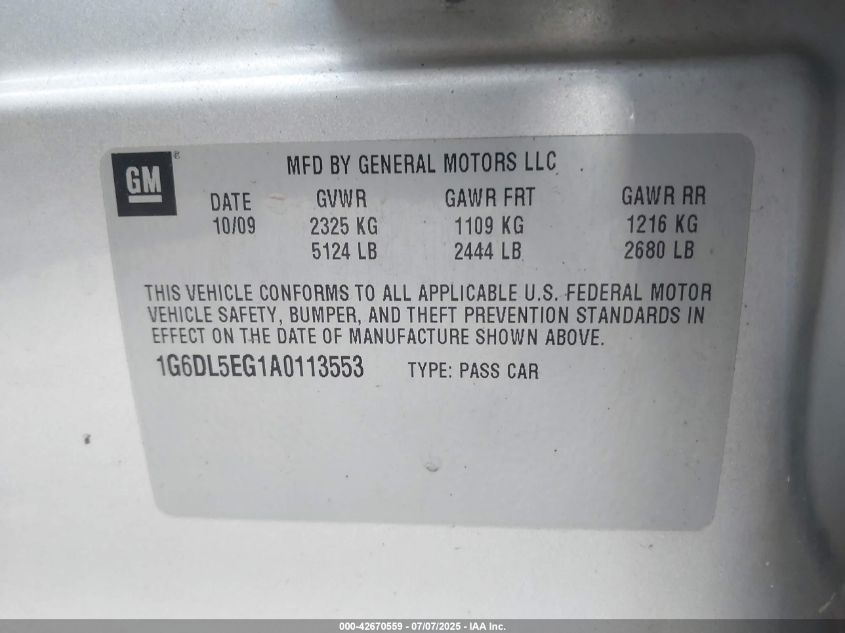 GM®
MFD BY GENERAL MOTORS LLC
DATE GVWR GAWR FRT GAWR RR
10/09 2325 KG 1109 KG 1216 KG
5124 LB 2444 LB 2680 LB
THIS VEHICLE CONFORMS TO ALL APPLICABLE U.S. FEDERAL MOTOR
VEHICLE SAFETY, BUMPER, AND THEFT PREVENTION STANDARDS IN
EFFECT ON THE DATE OF MANUFACTURE SHOWN ABOVE.
1G6DL5EG1A0113553 TYPE: PASS CAR
000-42670559 - 07/07/2025 - IAA Inc.